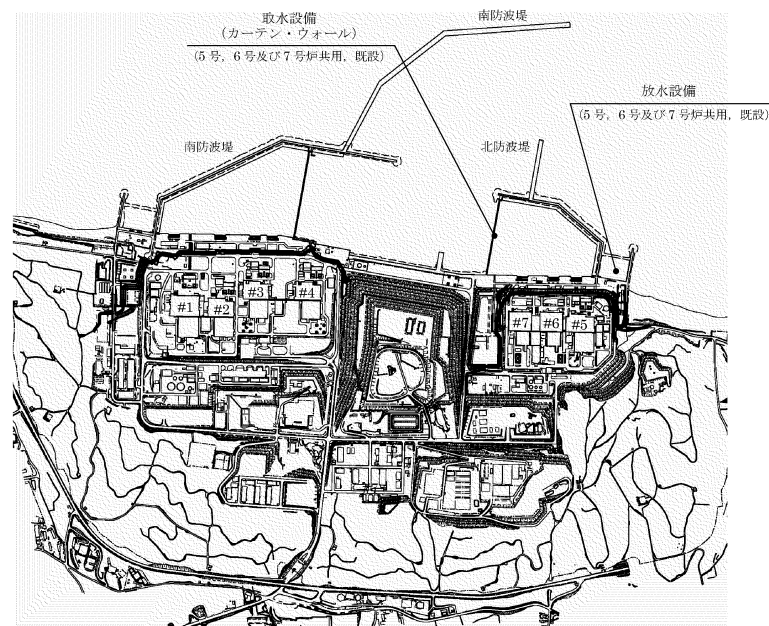 取水設備
(カーテン・ウォール)
(5号，6号及び7号炉共用，既設)
南防波堤
放水設備
(5号，6号及び7号炉共用，既設)
南防波堤
北防波堤
#1
#2
#3
#4
#7
#6
#5